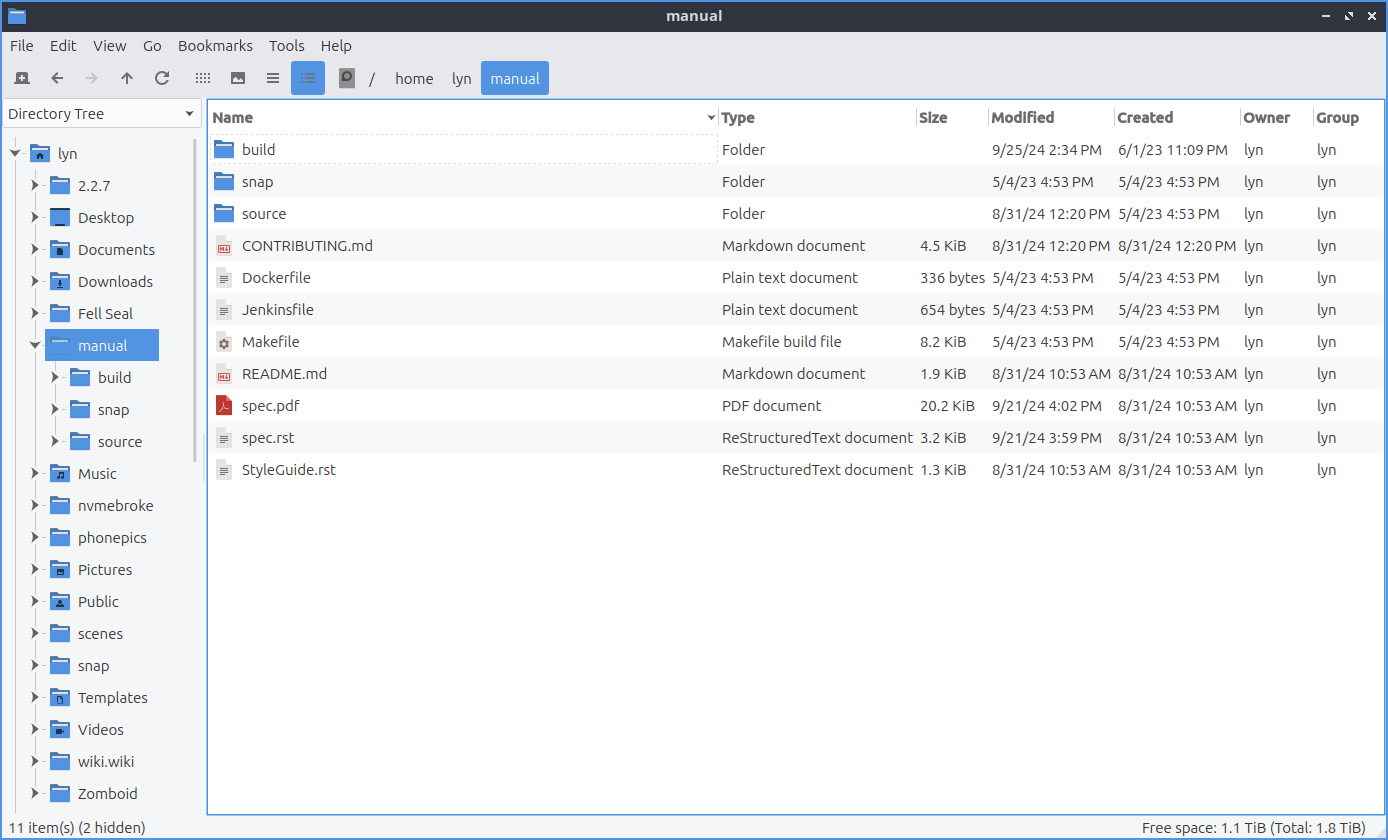 manual
File Edit View Go Bookmarks Tools Help
/ home lyn manual
Directory Tree
lyn
2.2.7
Desktop
Documents
Downloads
Fell Seal
manual
build
snap
source
Music
nvmebroke
phonepics
Pictures
Public
scenes
snap
Templates
Videos
wiki.wiki
Zomboid
Name Type Size Modified Created Owner Group
build Folder 9/25/24 2:34 PM 6/1/23 11:09 PM lyn lyn
snap Folder 5/4/23 4:53 PM 5/4/23 4:53 PM lyn lyn
source Folder 8/31/24 12:20 PM 5/4/23 4:53 PM lyn lyn
CONTRIBUTING.md Markdown document 4.5 KiB 8/31/24 12:20 PM 8/31/24 12:20 PM lyn lyn
Dockerfile Plain text document 336 bytes 5/4/23 4:53 PM 5/4/23 4:53 PM lyn lyn
Jenkinsfile Plain text document 654 bytes 5/4/23 4:53 PM 5/4/23 4:53 PM lyn lyn
Makefile Makefile build file 8.2 KiB 5/4/23 4:53 PM 5/4/23 4:53 PM lyn lyn
README.md Markdown document 1.9 KiB 8/31/24 10:53 AM 8/31/24 10:53 AM lyn lyn
spec.pdf PDF document 20.2 KiB 9/21/24 4:02 PM 8/31/24 10:53 AM lyn lyn
spec.rst ReStructuredText document 3.2 KiB 9/21/24 3:59 PM 8/31/24 10:53 AM lyn lyn
StyleGuide.rst ReStructuredText document 1.3 KiB 8/31/24 10:53 AM 8/31/24 10:53 AM lyn lyn
11 item(s) (2 hidden) Free space: 1.1 TiB (Total: 1.8 TiB)